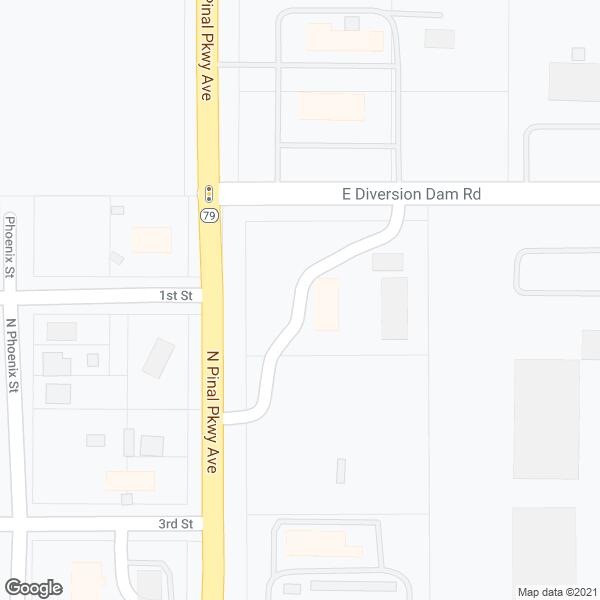 Pinal Pkwy Ave
E Diversion Dam Rd
79
Phoenix St
1st St
N Phoenix St
N Pinal Pkwy Ave
3rd St
Google
Map data ©2021